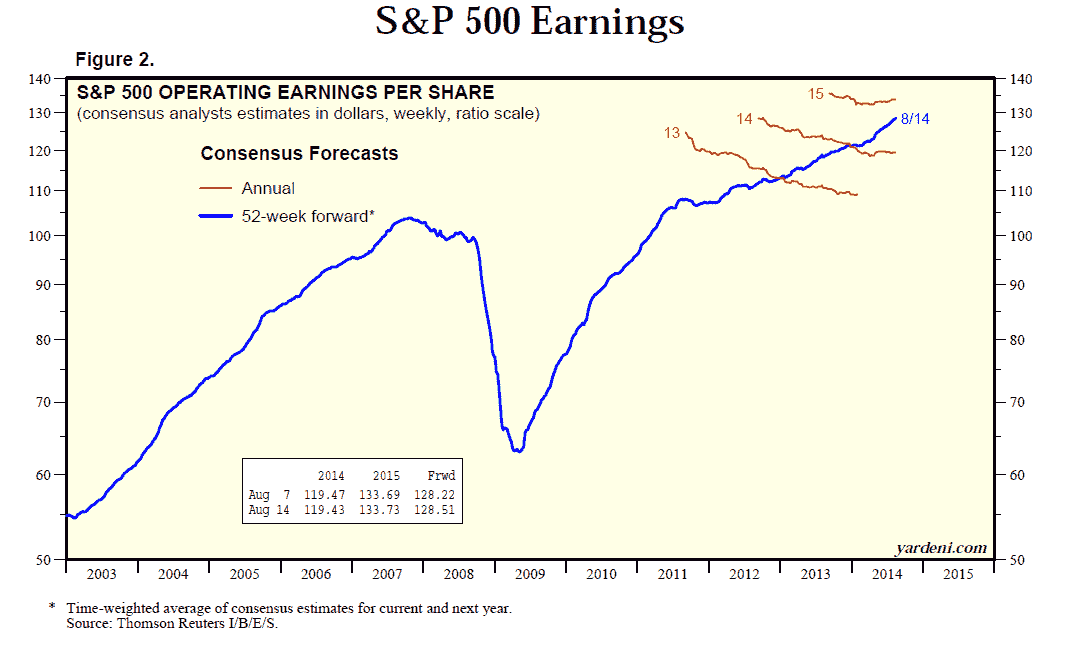 S&P 500 Earnings
Figure 2.
140 140
S&P 500 OPERATING EARNINGS PER SHARE
(consensus analysts estimates in dollars, weekly, ratio scale)
15
130 130
14
8/14
13
120 120
Consensus Forecasts
Annual
110 110
52-week forward*
100 100
90 90
80 80
70 70
60 60
2014 2015 Frwd
Aug 7 119.47 133.69 128.22
Aug 14 119.43 133.73 128.51
yardeni.com
50 50
2003 2004 2005 2006 2007 2008 2009 2010 2011 2012 2013 2014 2015
* Time-weighted average of consensus estimates for current and next year.
Source: Thomson Reuters I/B/E/S.